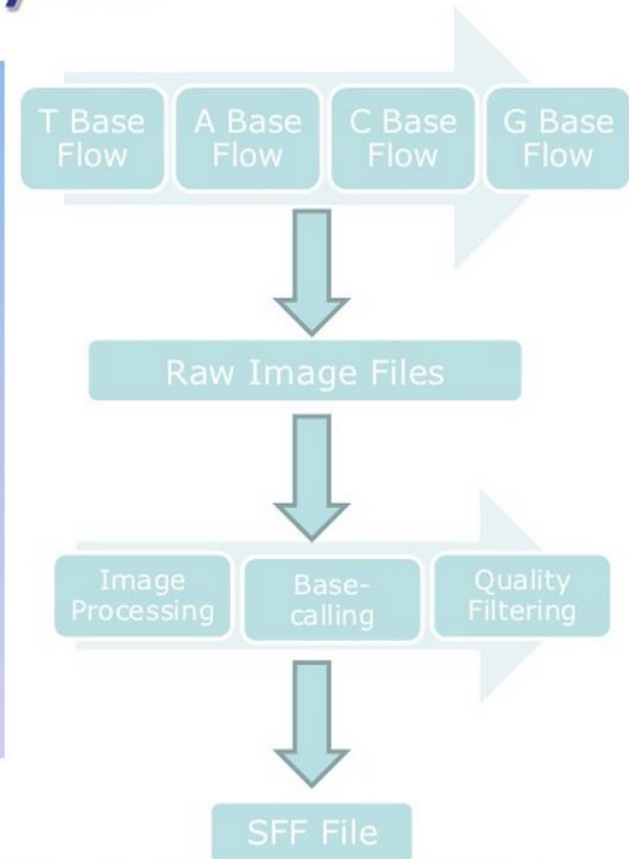 T Base
Flow
A Base
Flow
C Base
Flow
G Base
Flow
Raw Image Files
Image
Processing
Base-
calling
Quality
Filtering
SFF File